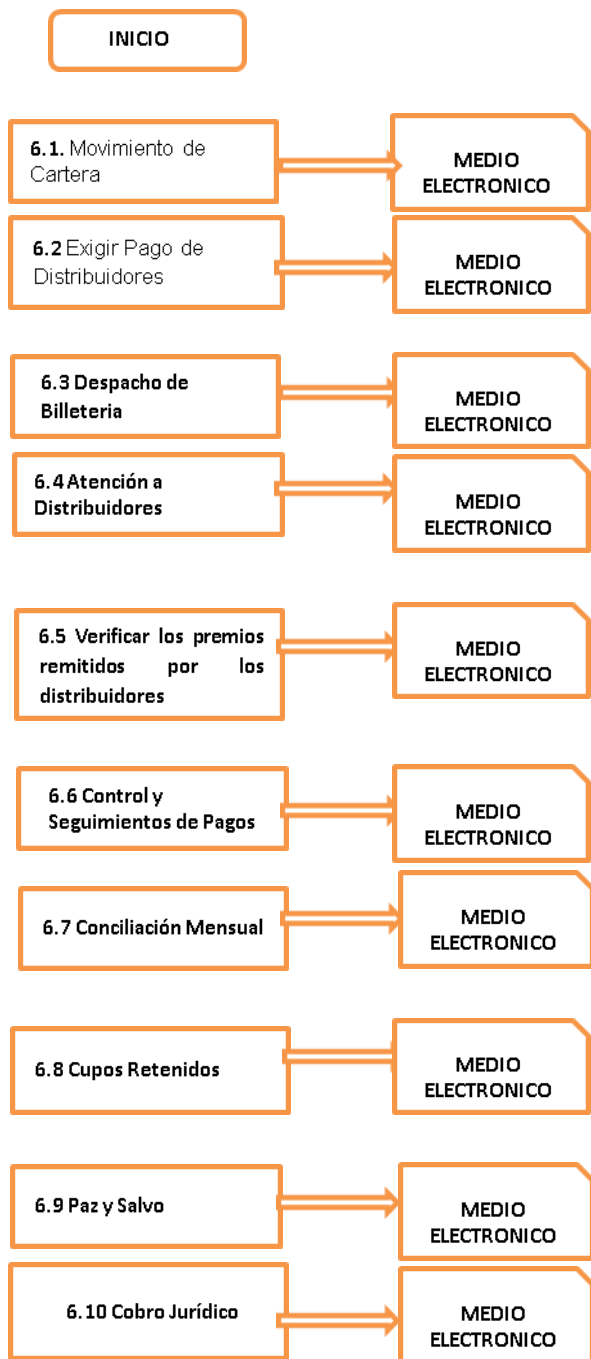 INICIO
6.1. Movimiento de
Cartera
MEDIO
ELECTRONICO
6.2 Exigir Pago de
Distribuidores
MEDIO
ELECTRONICO
6.3 Despacho de
Billeteria
MEDIO
ELECTRONICO
6.4 Atención a
Distribuidores
MEDIO
ELECTRONICO
6.5 Verificar los premios
remitidos por los
distribuidores
MEDIO
ELECTRONICO
6.6 Control y
Seguimientos de Pagos
MEDIO
ELECTRONICO
6.7 Conciliación Mensual
MEDIO
ELECTRONICO
6.8 Cupos Retenidos
MEDIO
ELECTRONICO
6.9 Paz y Salvo
MEDIO
ELECTRONICO
6.10 Cobro Jurídico
MEDIO
ELECTRONICO